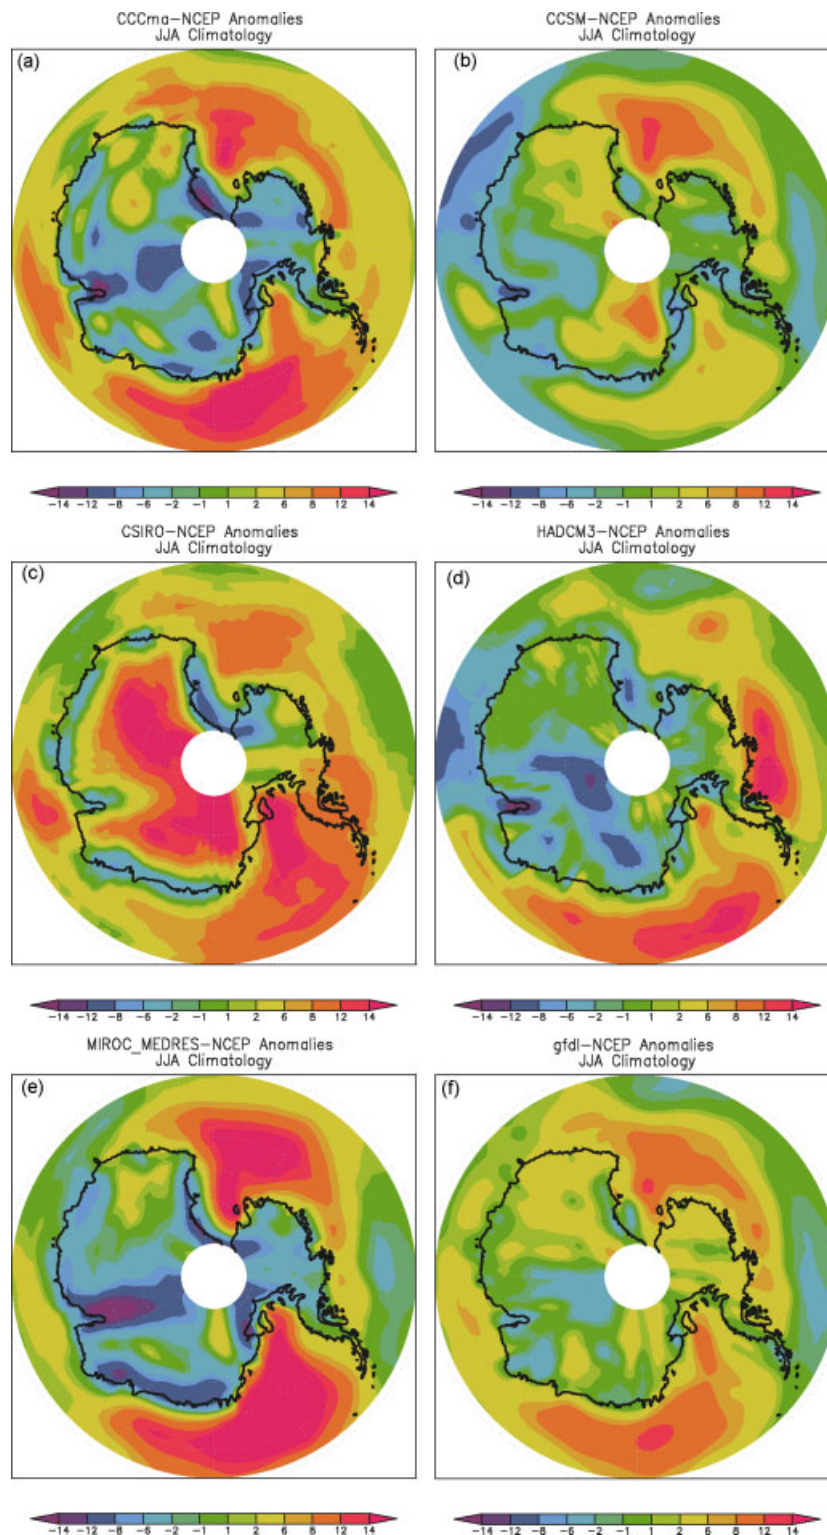 CCCma-NCEP Anomalies
JJA Climatology
(a)
-14 -12 -8 -6 -2 -1 1 2 6 8 12 14
CCSM-NCEP Anomalies
JJA Climatology
(b)
-14 -12 -8 -6 -2 -1 1 2 6 8 12 14
CSIRO-NCEP Anomalies
JJA Climatology
(c)
-14 -12 -8 -6 -2 -1 1 2 6 8 12 14
HADCM3-NCEP Anomalies
JJA Climatology
(d)
-14 -12 -8 -6 -2 -1 1 2 6 8 12 14
MIROC_MEDRES-NCEP Anomalies
JJA Climatology
(e)
-14 -12 -8 -6 -2 -1 1 2 6 8 12 14
gfdl-NCEP Anomalies
JJA Climatology
(f)
-14 -12 -8 -6 -2 -1 1 2 6 8 12 14